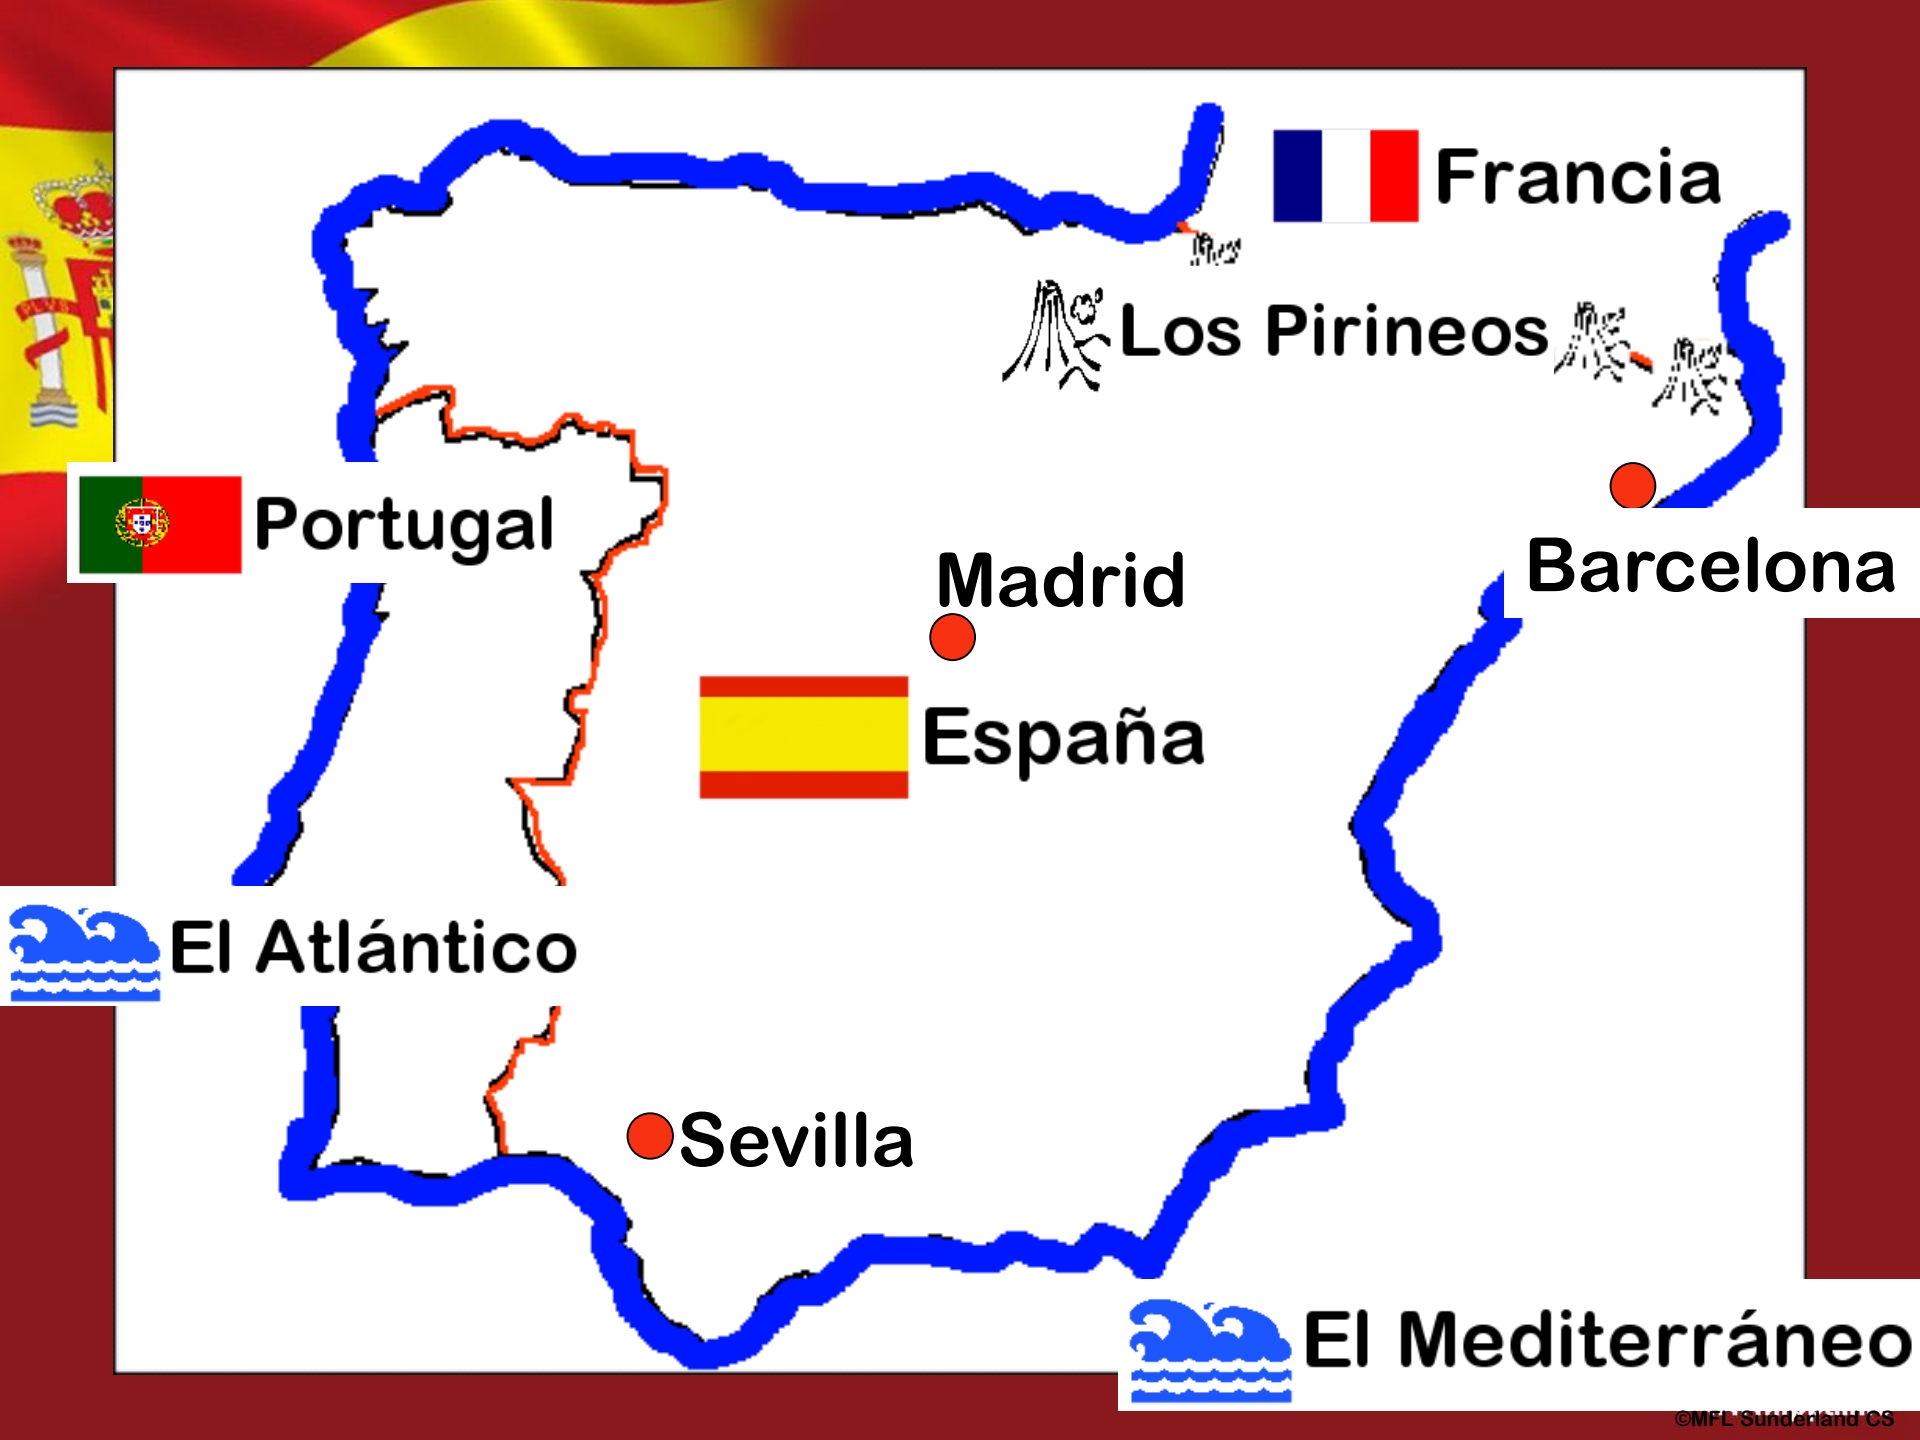 Francia
Los Pirineos
Portugal
Barcelona
Madrid
España
El Atlántico
Sevilla
El Mediterráneo
©MFL Sunderland CS